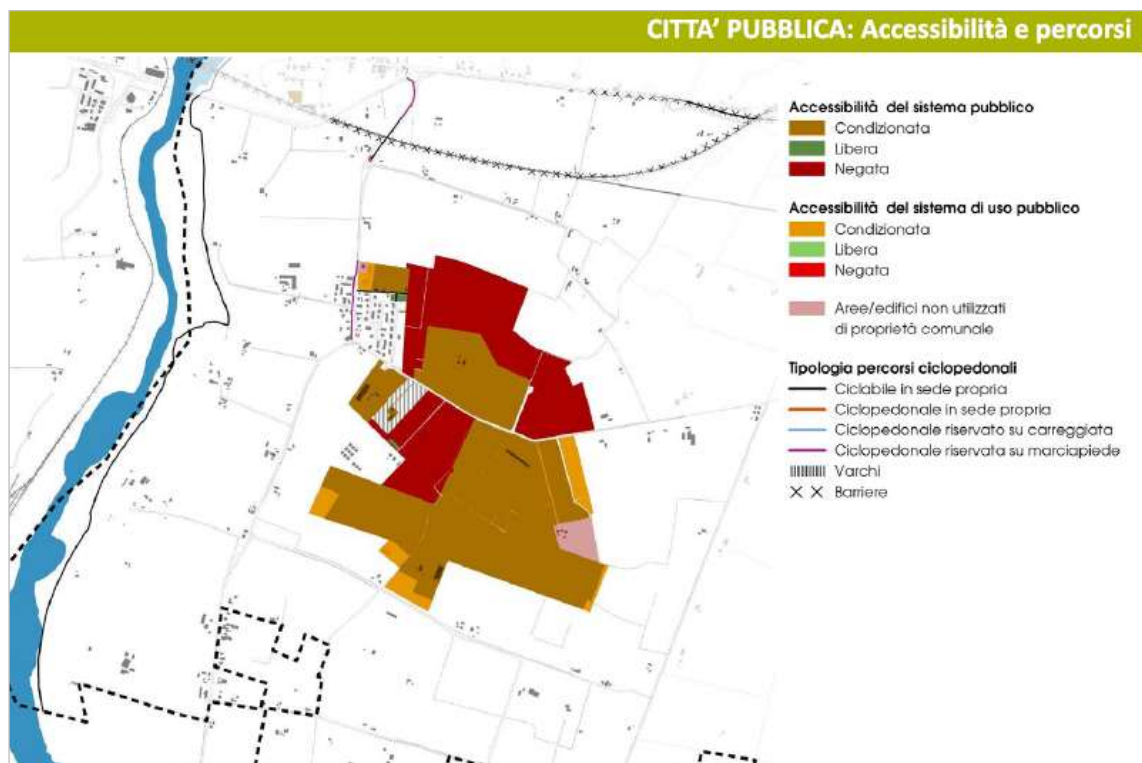 CITTA' PUBBLICA: Accessibilità e percorsi
Accessibilità del sistema pubblico
Condizionata
Libera
Negata
Accessibilità del sistema di uso pubblico
Condizionata
Libera
Negata
Aree/edifici non utilizzati
di proprietà comunale
Tipologia percorsi ciclopedonali
Ciclabile in sede propria
Ciclopedonale in sede propria
Ciclopedonale riservato su carreggiata
Ciclopedonale riservata su marciapiede
Varchi
Barriere